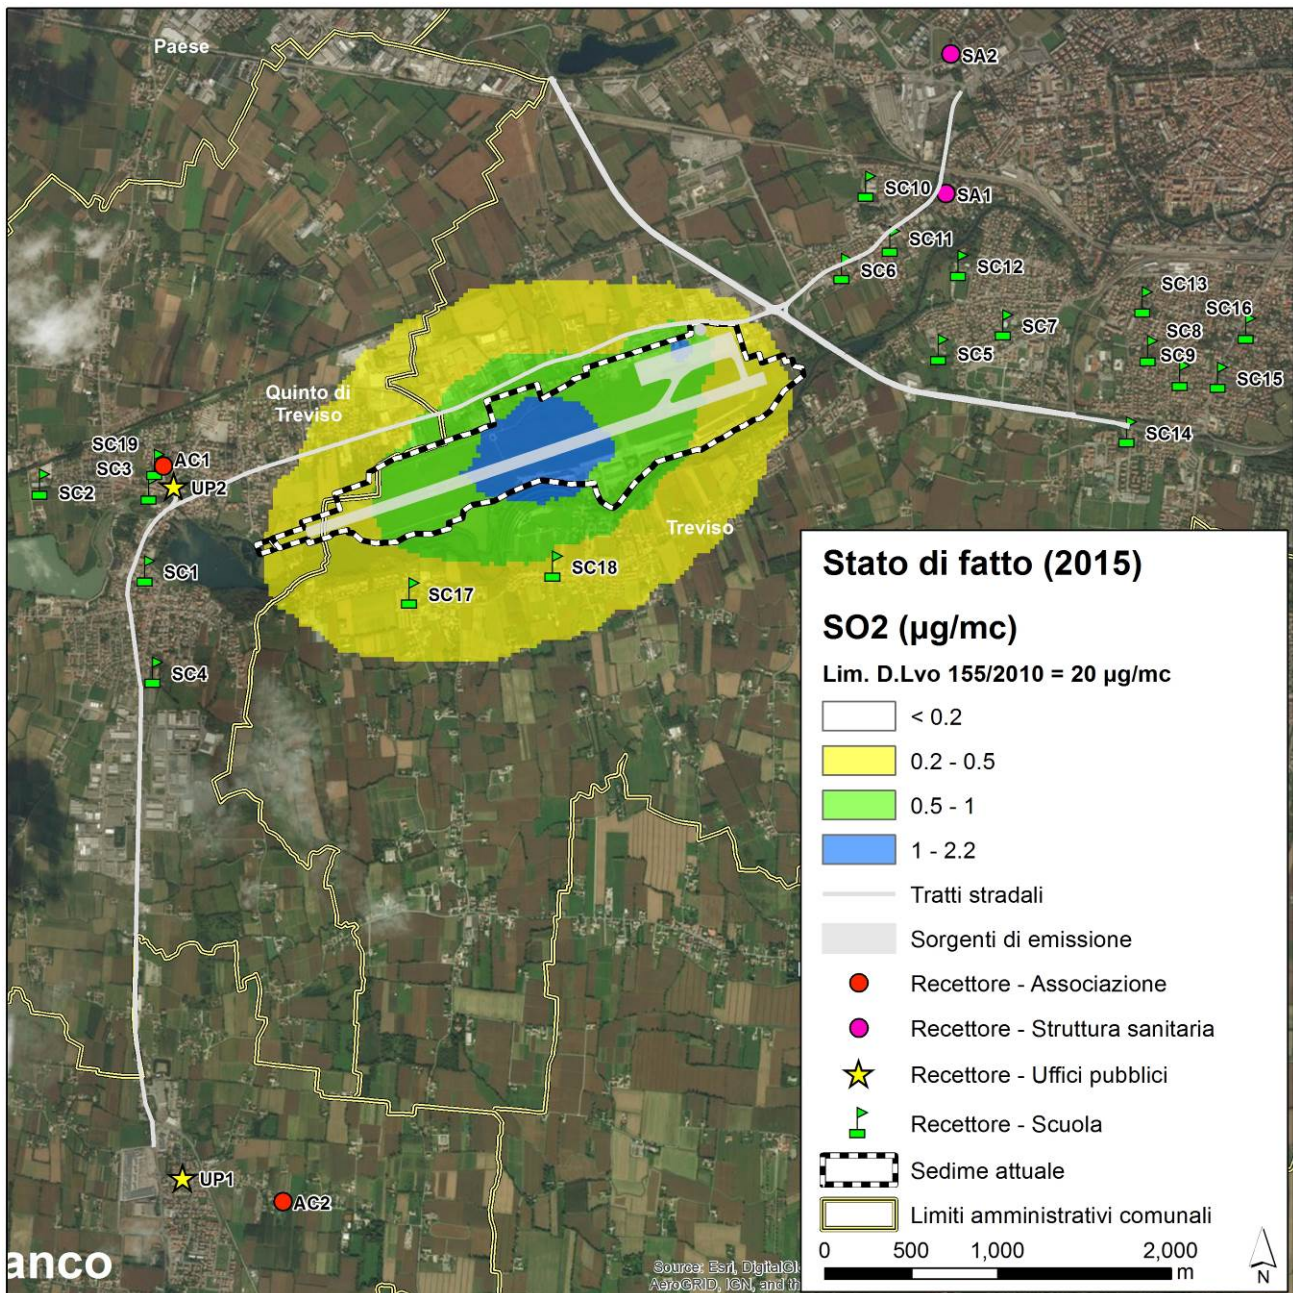 Paese
SA2
SC10
SA1
SC11
SC6
SC12
SC13
SC16
SC7
SC8
SC5
SC9
SC15
Quinto di
Treviso
SC14
SC19
AC1
SC3
SC2
UP2
Treviso
SC1
SC18
SC17
SC4
UP1
AC2
anco
Source: Esri, DigitalGl
AeroGRID, IGN, and th
Stato di fatto (2015)
SO2 (µg/mc)
Lim. D.Lvo 155/2010 = 20 µg/mc
< 0.2
0.2 - 0.5
0.5 - 1
1 - 2.2
Tratti stradali
Sorgenti di emissione
Recettore - Associazione
Recettore - Struttura sanitaria
Recettore - Uffici pubblici
Recettore - Scuola
Sedime attuale
Limiti amministrativi comunali
0 500 1,000 2,000
m
N